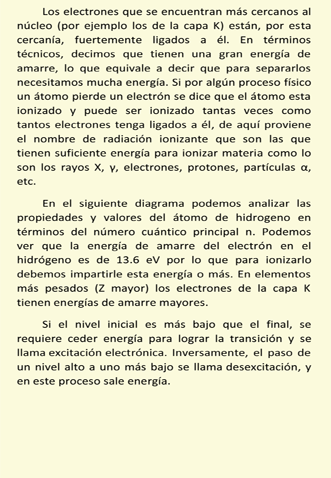 Los electrones que se encuentran más cercanos al
núcleo (por ejemplo los de la capa K) están, por esta
cercanía, fuertemente ligados a él. En términos
técnicos, decimos que tienen una gran energía de
amarre, lo que equivale a decir que para separarlos
necesitamos mucha energía. Si por algún proceso físico
un átomo pierde un electrón se dice que el átomo esta
ionizado y puede ser ionizado tantas veces como
tantos electrones tenga ligados a él, de aquí proviene
el nombre de radiación ionizante que son las que
tienen suficiente energía para ionizar materia como lo
son los rayos X, γ, electrones, protones, partículas α,
etc.
En el siguiente diagrama podemos analizar las
propiedades y valores del átomo de hidrogeno en
términos del número cuántico principal n. Podemos
ver que la energía de amarre del electrón en el
hidrógeno es de 13.6 eV por lo que para ionizarlo
debemos impartirle esta energía o más. En elementos
más pesados (Z mayor) los electrones de la capa K
tienen energías de amarre mayores.
Si el nivel inicial es más bajo que el final, se
requiere ceder energía para lograr la transición y se
llama excitación electrónica. Inversamente, el paso de
un nivel alto a uno más bajo se llama desexcitación, y
en este proceso sale energía.